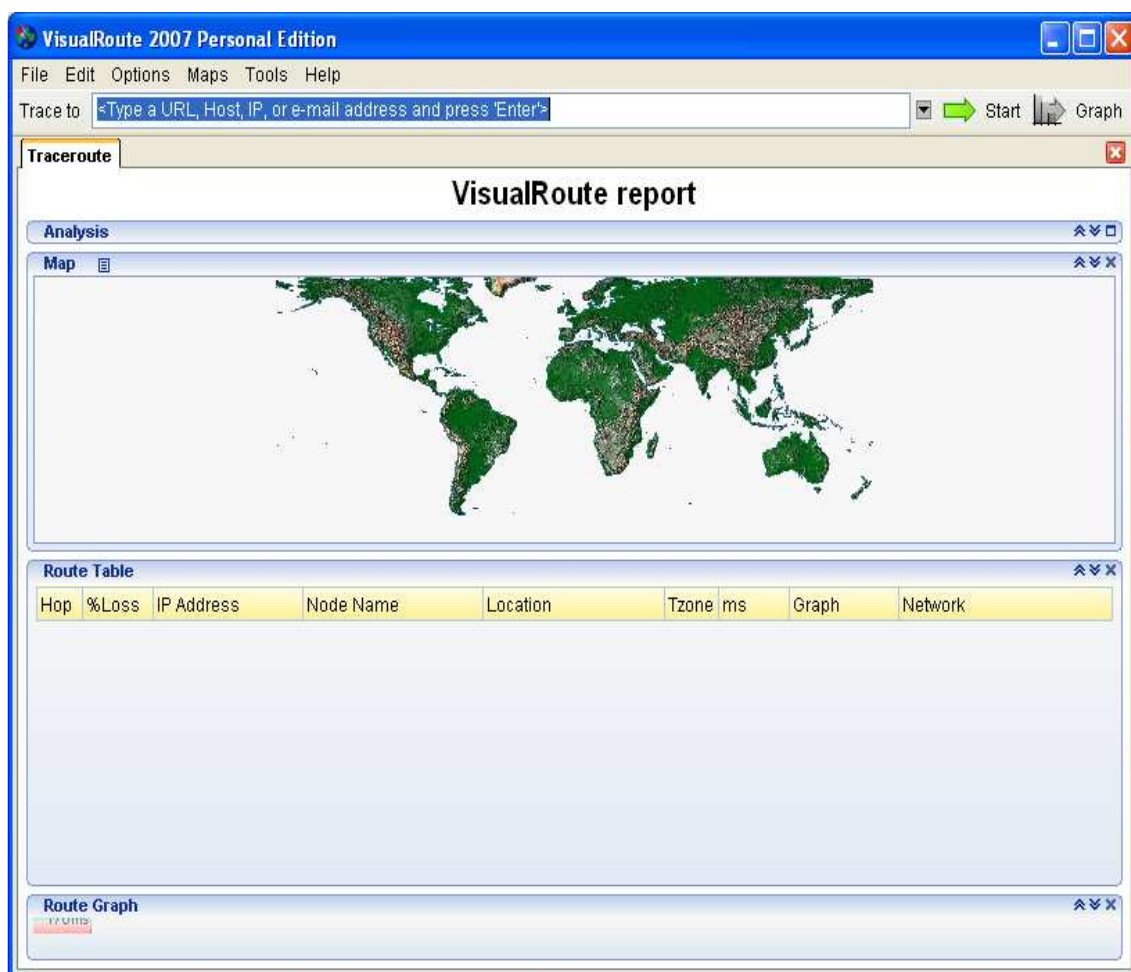 VisualRoute 2007 Personal Edition
File Edit Options Maps Tools Help
Trace to <Type a URL, Host, IP, or e-mail address and press 'Enter'> Start Graph
Traceroute
VisualRoute report
Analysis
Map
Route Table
Hop %Loss IP Address Node Name Location Tzone ms Graph Network
Route Graph